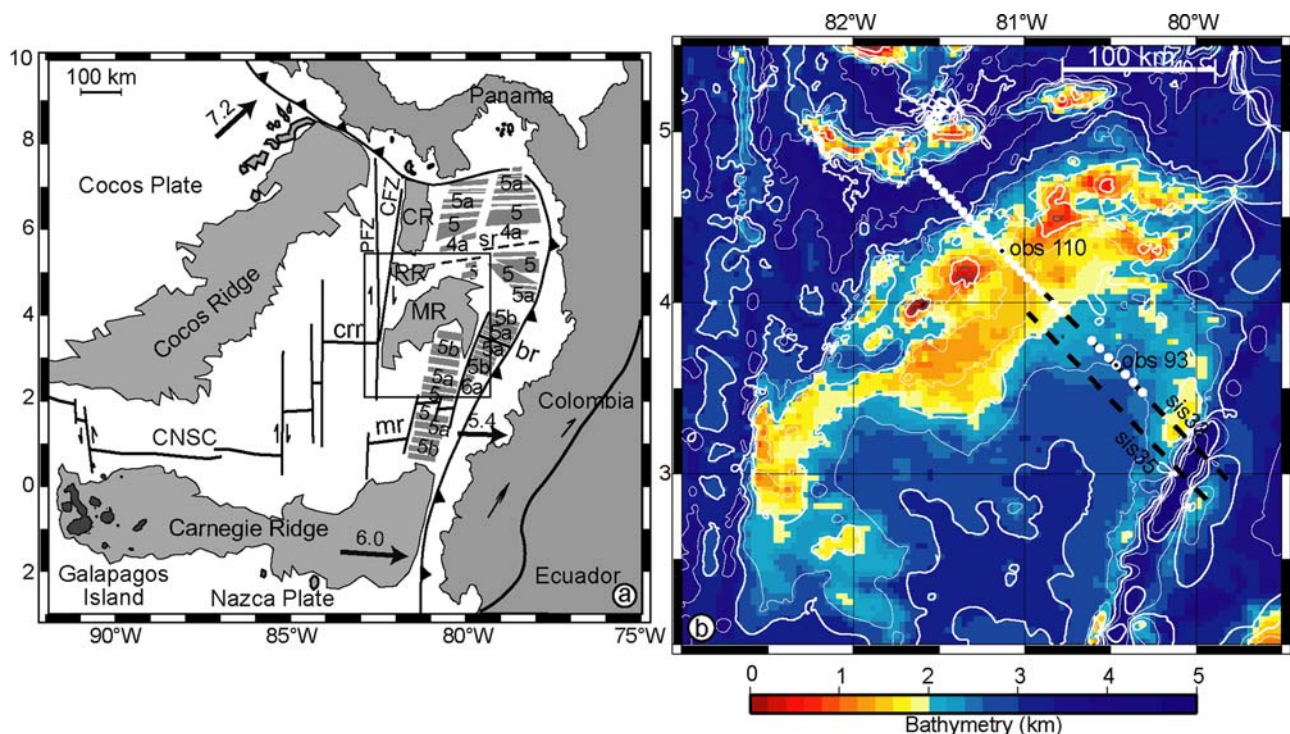 82°W 81°W 80°W
100 km
10
8
6
4
2
0
2
7.2
Panama
Cocos Plate
5a
5
4a
5a
5
4a
sr
PFZ
CFZ
CR
RR
MR
5
5
5a
Cocos Ridge
crr
5b
5a
5b
5a
5b
6a
br
5.4
mr
5a
5b
CNSC
Colombia
Carnegie Ridge
6.0
Galapagos
Island
Nazca Plate
Ecuador
a
90°W 85°W 80°W 75°W
100 km
5
4
3
obs 110
obs 93
sis35
b
0 1 2 3 4 5
Bathymetry (km)